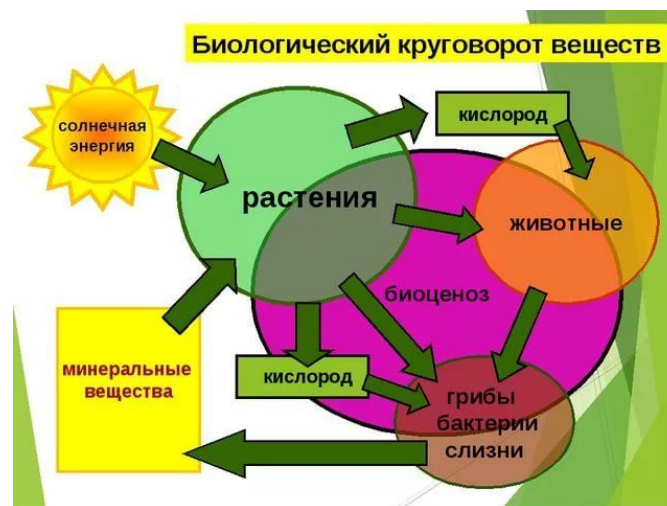 Биологический круговорот веществ
солнечная
энергия
кислород
растения
животные
биоценоз
минеральные
вещества
кислород
грибы
бактерии
слизни